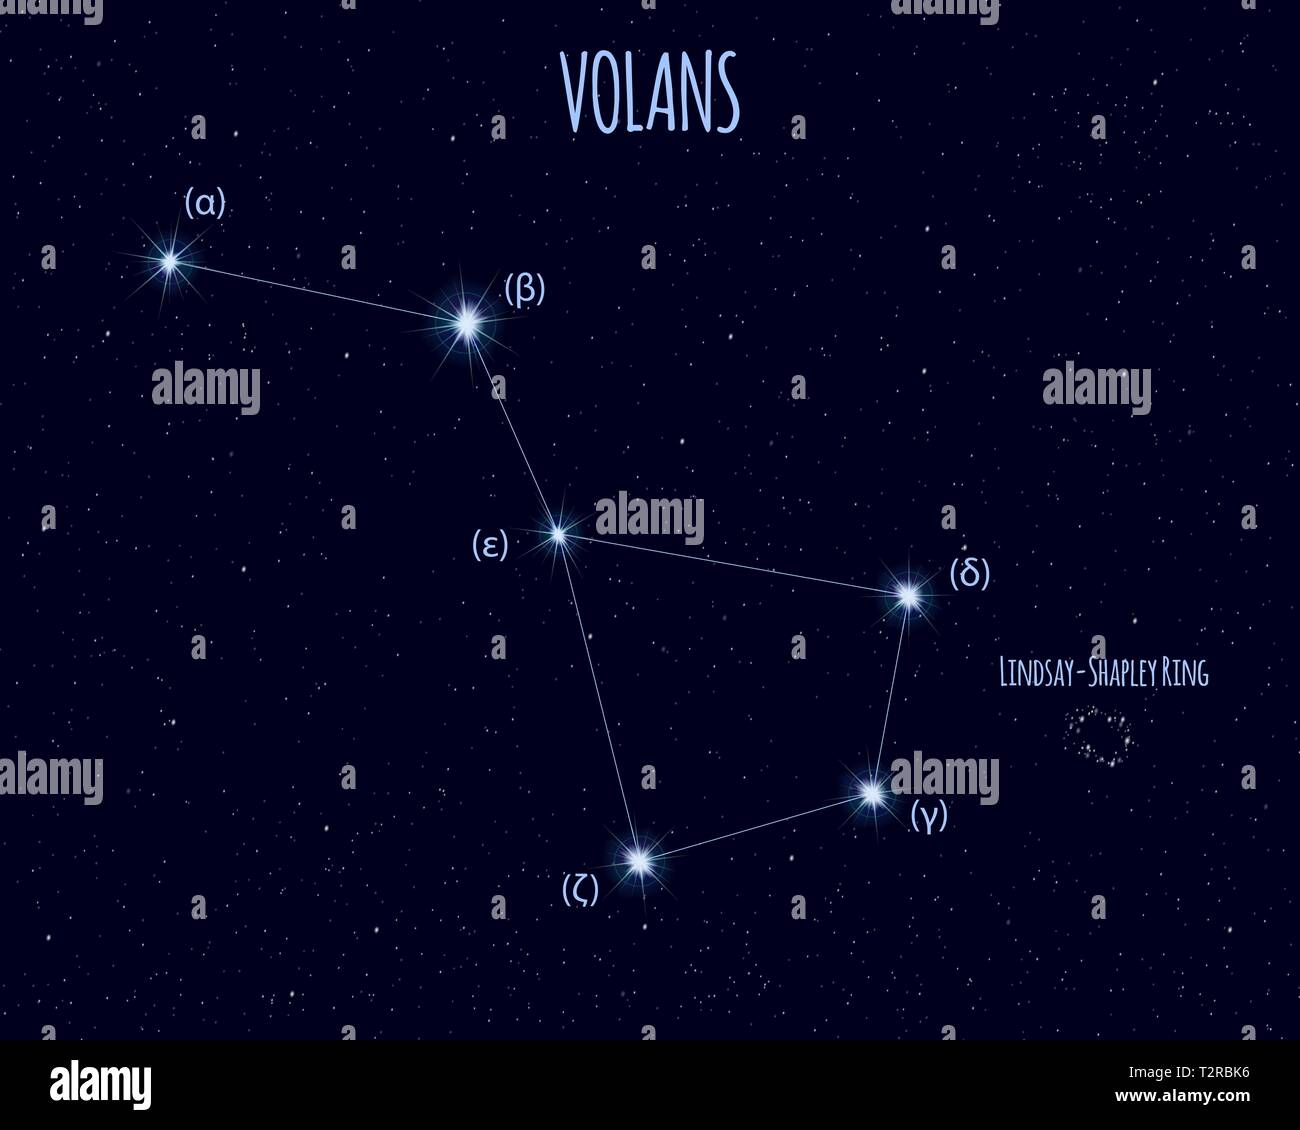 VOLANS
(α)
(β)
(ε)
(δ)
LINDSAY-SHAPLEY RING
(γ)
(ζ)
alamy
alamy
alamy
alamy
alamy
a
alamy
Image ID: T2RBK6
www.alamy.com